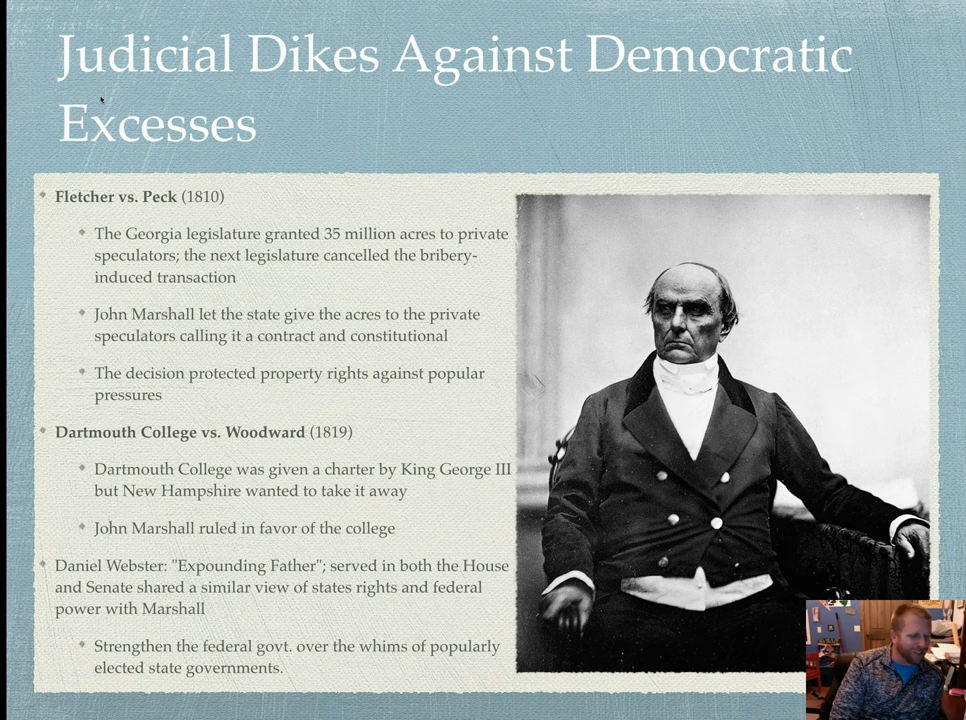 Judicial Dikes Against Democratic
Excesses
Fletcher vs. Peck (1810)
The Georgia legislature granted 35 million acres to private
speculators; the next legislature cancelled the bribery-
induced transaction
John Marshall let the state give the acres to the private
speculators calling it a contract and constitutional
The decision protected property rights against popular
pressures
Dartmouth College vs. Woodward (1819)
Dartmouth College was given a charter by King George III
but New Hampshire wanted to take it away
John Marshall ruled in favor of the college
Daniel Webster: "Expounding Father"; served in both the House
and Senate shared a similar view of states rights and federal
power with Marshall
Strengthen the federal govt. over the whims of popularly
elected state governments.